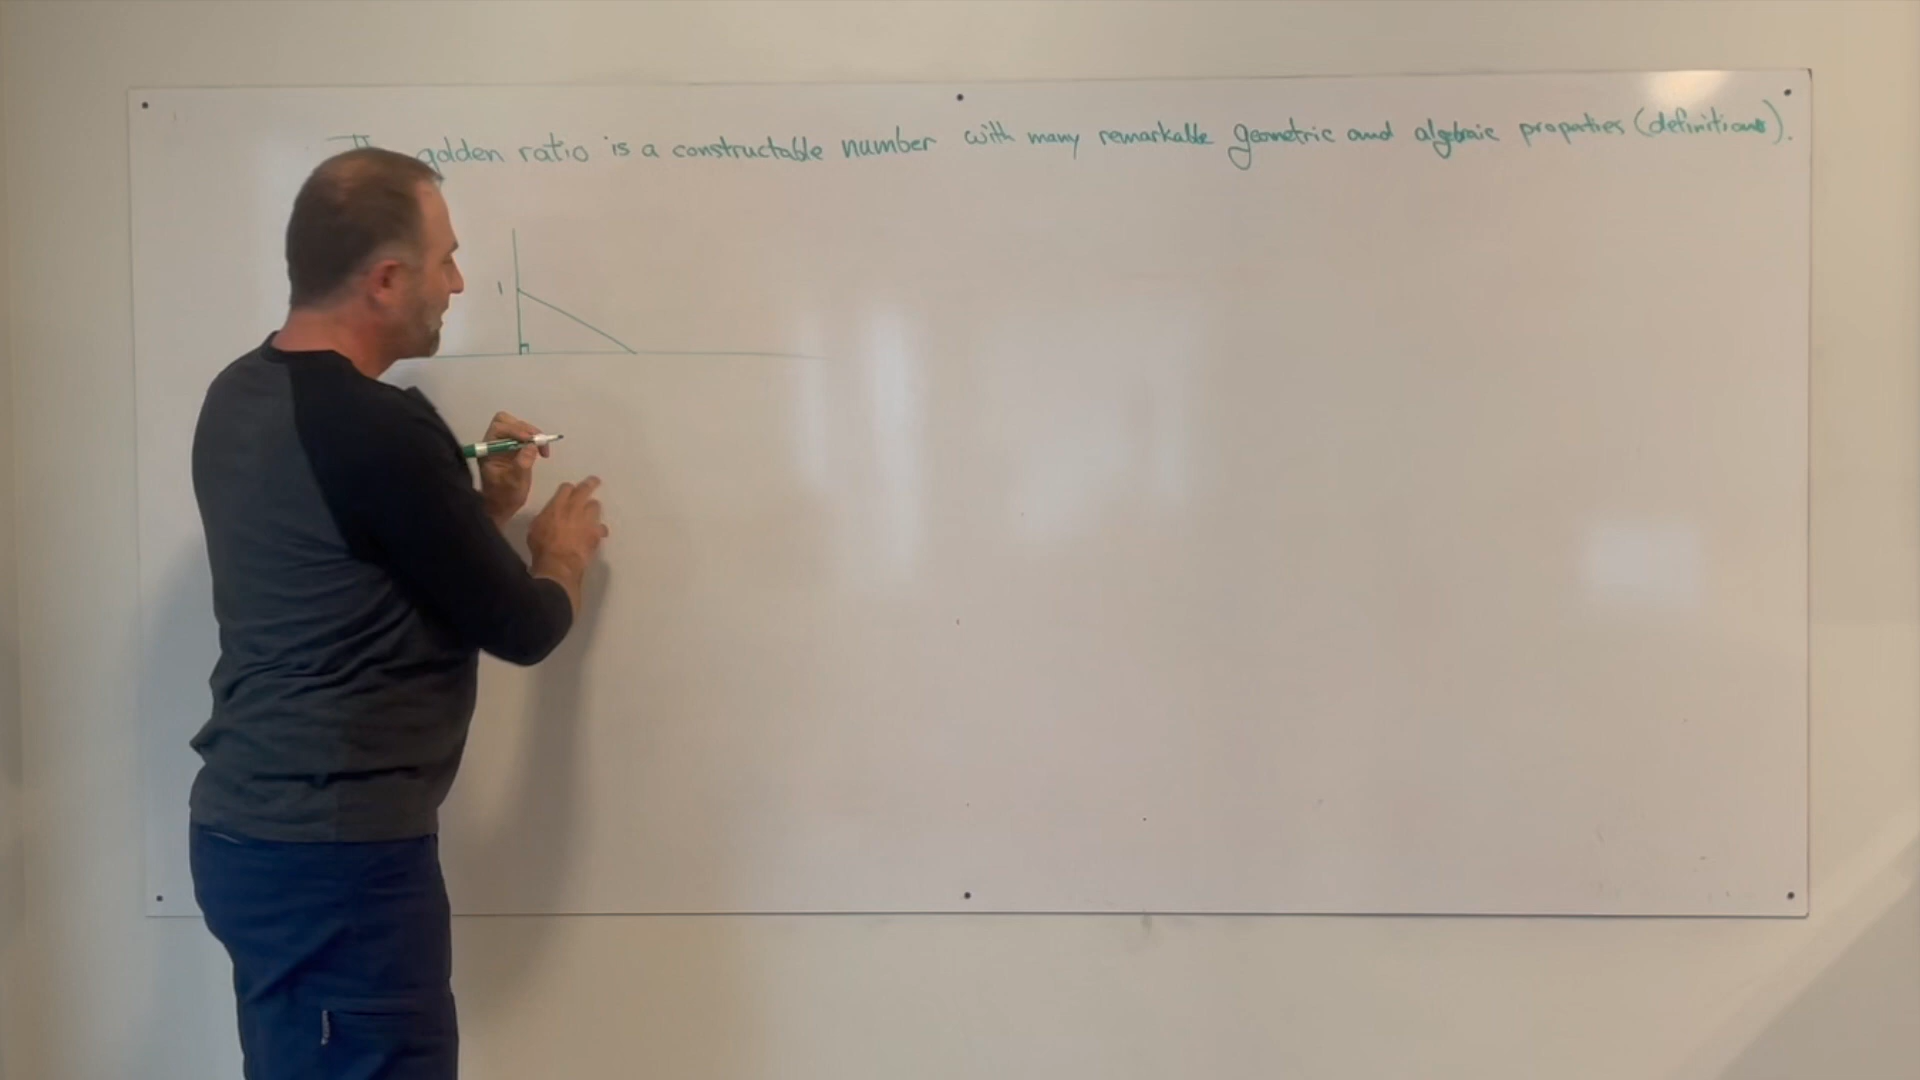 golden ratio is a constructable number with many remarkable geometric and algebraic properties (definitions).
1